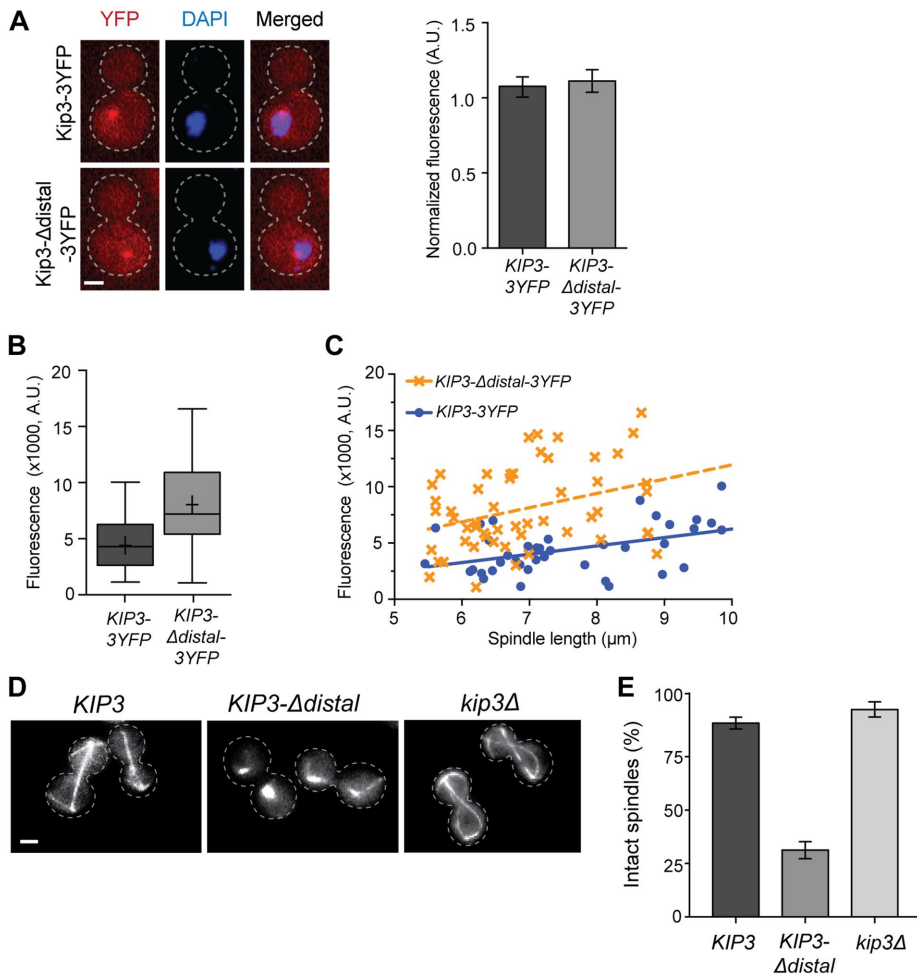 A
YFP
DAPI
Merged
Kip3-3YFP
Kip3-Δdistal
-3YFP
Normalized fluorescence (A.U.)
1.5
1.0
0.5
0.0
KIP3-
3YFP
KIP3-
Δdistal-3YFP
B
Fluorescence (x1000, A.U.)
20
15
10
5
0
KIP3-
3YFP
KIP3-
Δdistal-
3YFP
C
Fluorescence (x1000, A.U.)
20
15
10
5
0
KIP3-Δdistal-3YFP
KIP3-3YFP
5
6
7
8
9
10
Spindle length (μm)
D
KIP3
KIP3-Δdistal
kip3Δ
E
Intact spindles (%)
100
75
50
25
0
KIP3
KIP3-
Δdistal
kip3Δ